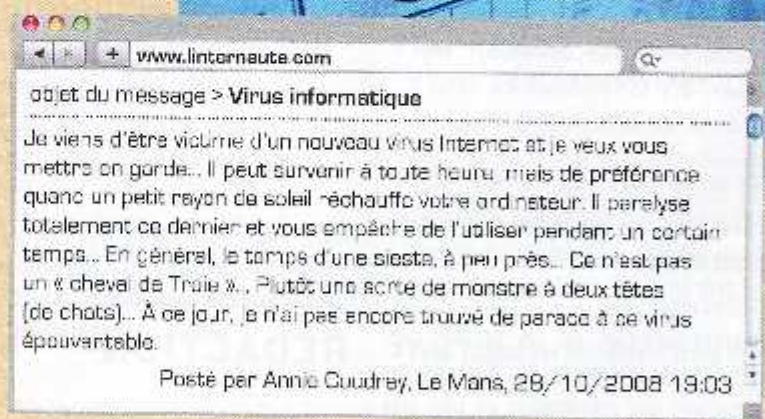 www.linternaute.com
objet du message > Virus informatique
Je viens d'être victime d'un nouveau virus Internet et je veux vous
mettre en garde... Il peut survenir à toute heure, mais de préférence
quand un petit rayon de soleil réchauffe votre ordinateur. Il paralyse
totalement ce dernier et vous empêche de l'utiliser pendant un certain
temps... En général, le temps d'une sieste, à peu près... Ce n'est pas
un « cheval de Troie »... Plutôt une sorte de monstre à deux têtes
(de chats)... À ce jour, je n'ai pas encore trouvé de parade à ce virus
épouvantable.
Posté par Annie Coudray, Le Mans, 28/10/2008 19:03